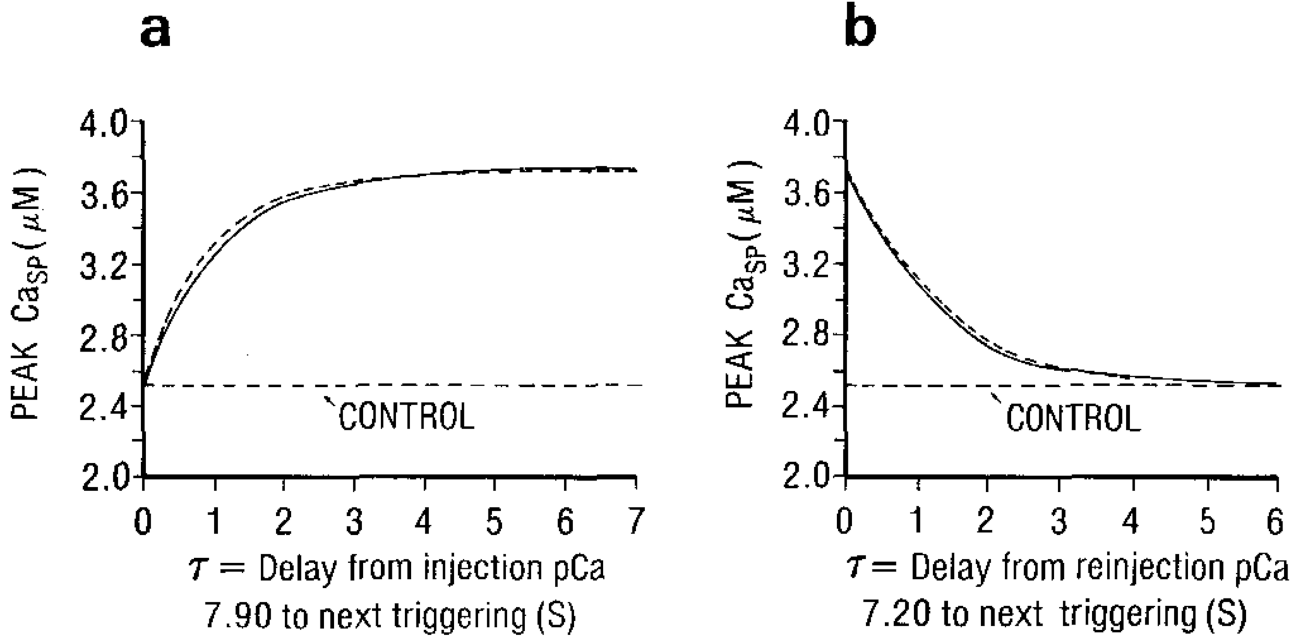 a
4.0
3.6
3.2
2.8
2.4
2.0
PEAK Ca_SP (μM)
CONTROL
0 1 2 3 4 5 6 7
τ = Delay from injection pCa
7.90 to next triggering (S)
b
4.0
3.6
3.2
2.8
2.4
2.0
PEAK Ca_SP (μM)
CONTROL
0 1 2 3 4 5 6
τ = Delay from reinjection pCa
7.20 to next triggering (S)